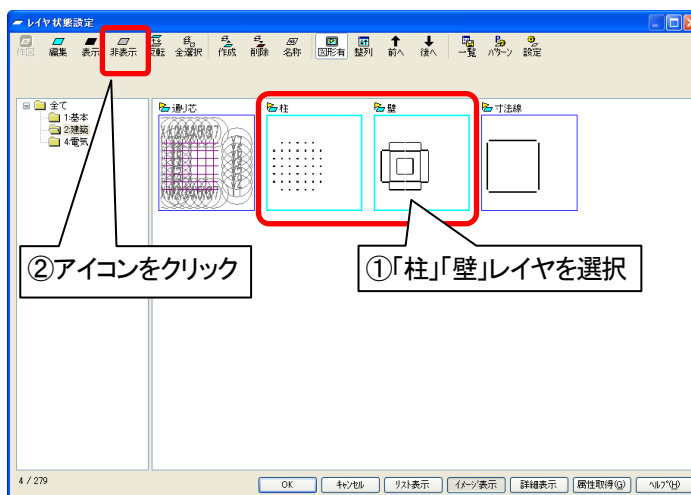 レイヤ状態設定
作図 編集 表示 非表示 反転 全選択 作成 削除 名称 図形有 整列 前へ 後へ 一覧 パターン 設定
全て
1:基本
2:建築
4:電気
通り芯 柱 壁 寸法線
②アイコンをクリック
①「柱」「壁」レイヤを選択
4 / 279
OK キャンセル リスト表示 イメージ表示 詳細表示 属性取得(G) ヘルプ(H)